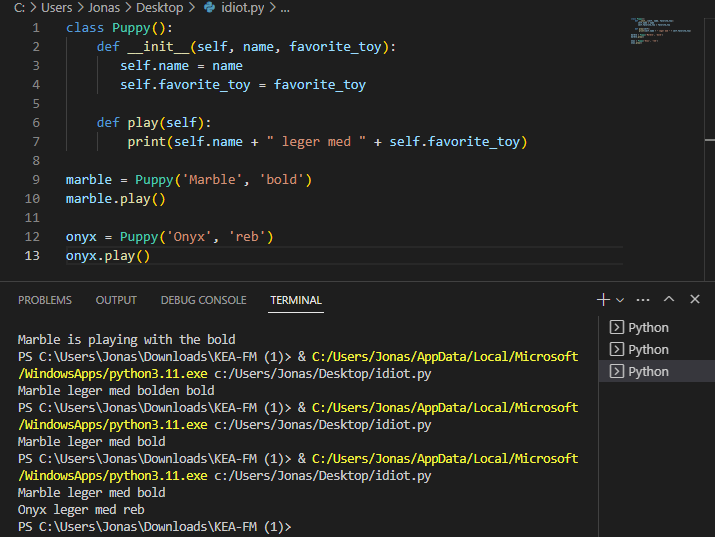 C: > Users > Jonas > Desktop > idiot.py > ...
1 class Puppy():
2     def __init__(self, name, favorite_toy):
3        self.name = name
4        self.favorite_toy = favorite_toy
5
6     def play(self):
7         print(self.name + " leger med " + self.favorite_toy)
8
9 marble = Puppy('Marble', 'bold')
10 marble.play()
11
12 onyx = Puppy('Onyx', 'reb')
13 onyx.play()
PROBLEMS OUTPUT DEBUG CONSOLE TERMINAL
Marble is playing with the bold
PS C:\Users\Jonas\Downloads\KEA-FM (1)> & C:/Users/Jonas/AppData/Local/Microsoft
/WindowsApps/python3.11.exe c:/Users/Jonas/Desktop/idiot.py
Marble leger med bolden bold
PS C:\Users\Jonas\Downloads\KEA-FM (1)> & C:/Users/Jonas/AppData/Local/Microsoft
/WindowsApps/python3.11.exe c:/Users/Jonas/Desktop/idiot.py
Marble leger med bold
PS C:\Users\Jonas\Downloads\KEA-FM (1)> & C:/Users/Jonas/AppData/Local/Microsoft
/WindowsApps/python3.11.exe c:/Users/Jonas/Desktop/idiot.py
Marble leger med bold
Onyx leger med reb
PS C:\Users\Jonas\Downloads\KEA-FM (1)>
Python
Python
Python